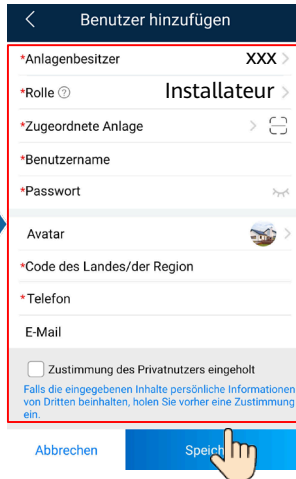 Benutzer hinzufügen
*Anlagenbesitzer XXX
*Rolle Installateur
*Zugeordnete Anlage
*Benutzername
*Passwort
Avatar
*Code des Landes/der Region
*Telefon
E-Mail
Zustimmung des Privatnutzers eingeholt
Falls die eingegebenen Inhalte persönliche Informationen
von Dritten beinhalten, holen Sie vorher eine Zustimmung
ein.
Abbrechen Speich